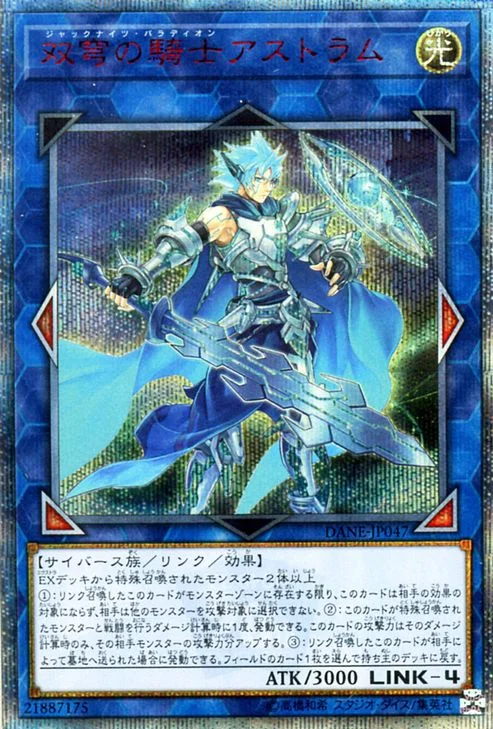 ジャックナイツ・パラディオン
双穹の騎士アストラム
ひかり
光
DANE-JP047
【サイバース族／リンク／効果】
EXデッキから特殊召喚されたモンスター2体以上
①：リンク召喚したこのカードがモンスターゾーンに存在する限り、このカードは相手の効果の
対象にならず、相手は他のモンスターを攻撃対象に選択できない。②：このカードが特殊召喚され
たモンスターと戦闘を行うダメージ計算時に1度、発動できる。このカードの攻撃力はそのダメージ
計算時のみ、その相手モンスターの攻撃力分アップする。③：リンク召喚したこのカードが相手に
よって墓地へ送られた場合に発動できる。フィールドのカード1枚を選んで持ち主のデッキに戻す。
ATK/3000 LINK-4
21887175 ©高橋和希 スタジオ・ダイス/集英社